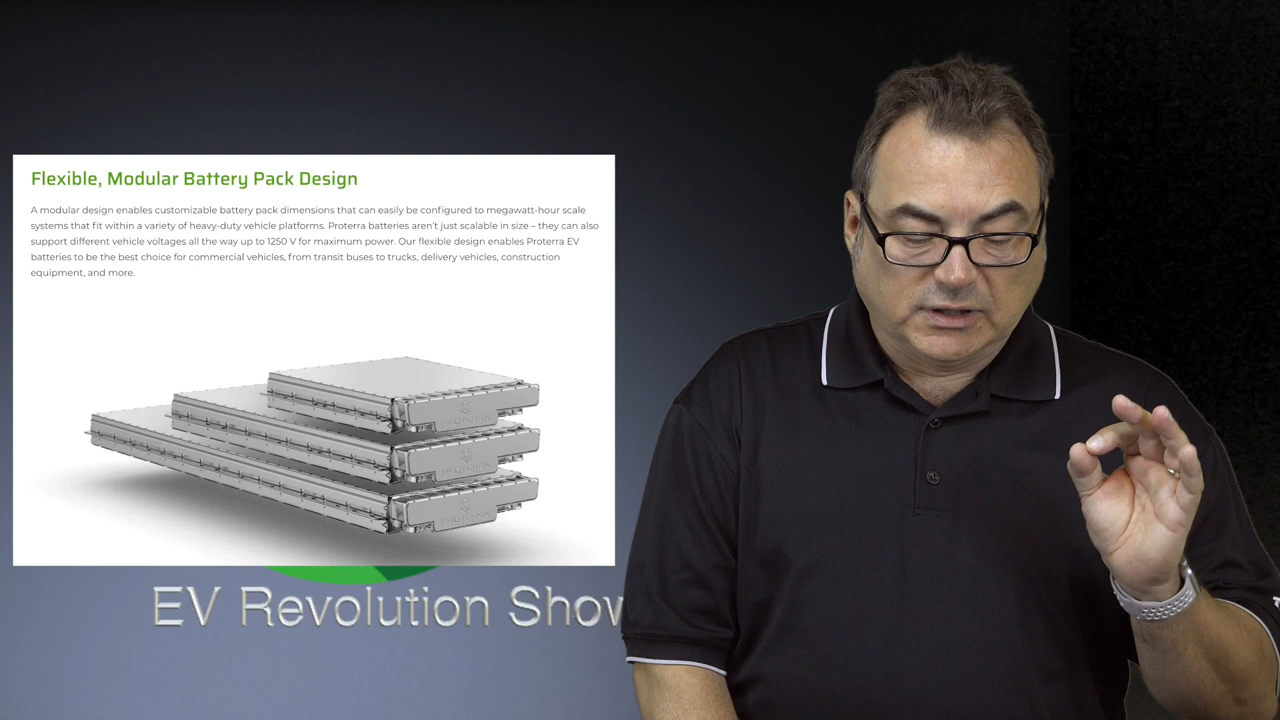 Flexible, Modular Battery Pack Design
A modular design enables customizable battery pack dimensions that can easily be configured to megawatt-hour scale
systems that fit within a variety of heavy-duty vehicle platforms. Proterra batteries aren't just scalable in size – they can also
support different vehicle voltages all the way up to 1250 V for maximum power. Our flexible design enables Proterra EV
batteries to be the best choice for commercial vehicles, from transit buses to trucks, delivery vehicles, construction
equipment, and more.
EV Revolution Show